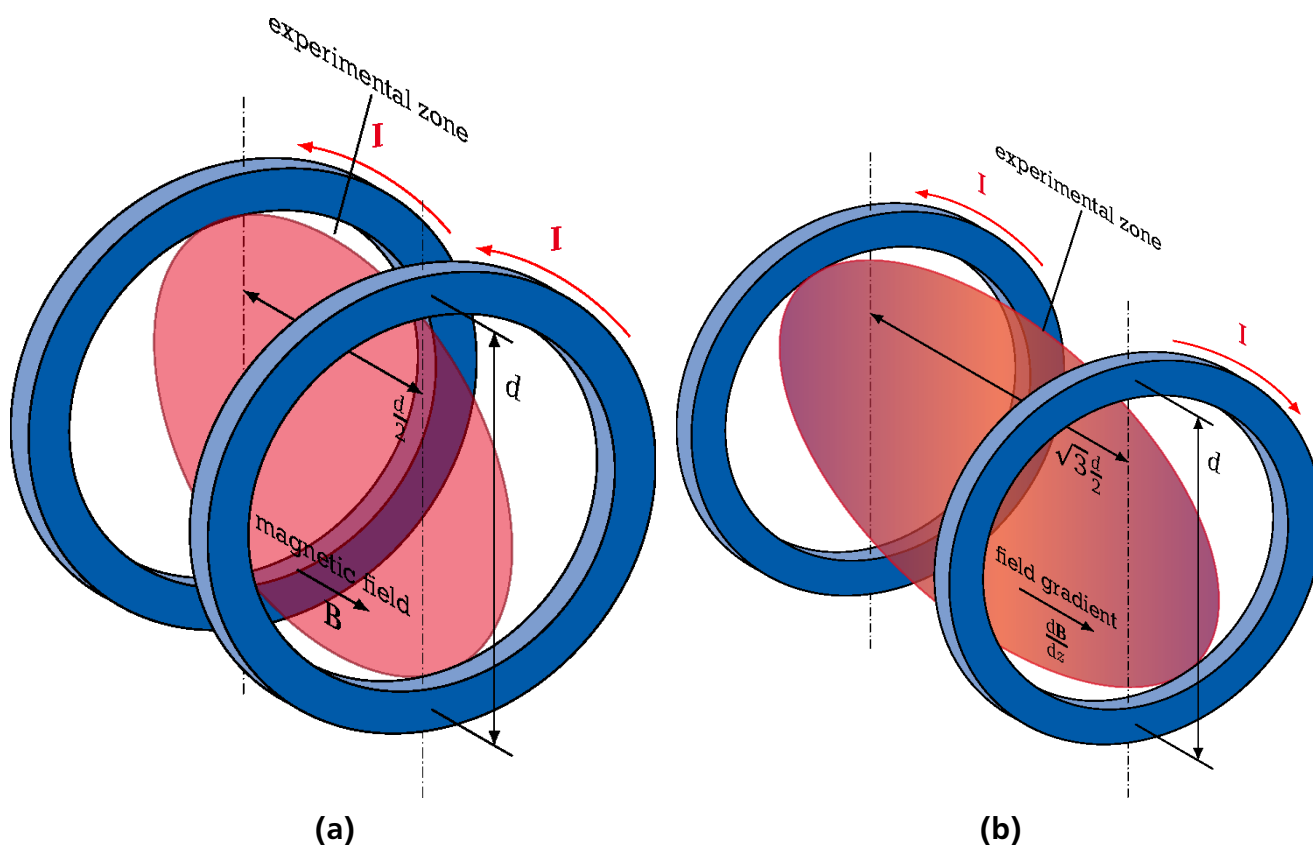 experimental zone
I
I
d
d/2
magnetic field
B
(a)
experimental zone
I
I
d
√3 d/2
field gradient
dB/dz
(b)